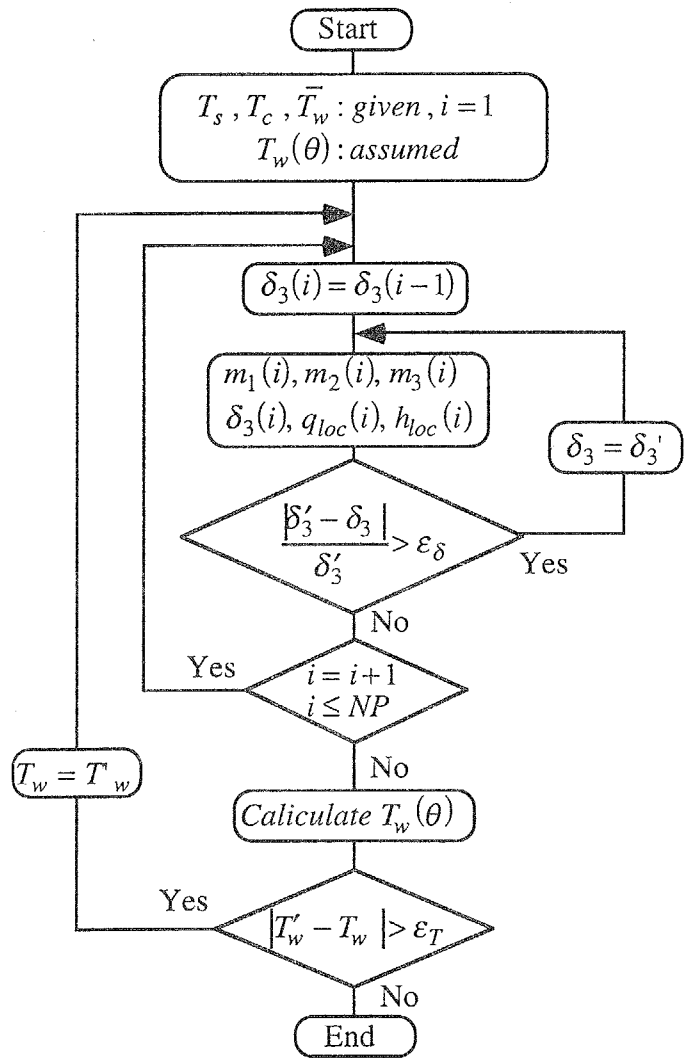 Start
T_s , T_c , T̄_w : given , i = 1
T_w(θ) : assumed
δ_3(i) = δ_3(i−1)
m_1(i), m_2(i), m_3(i)
δ_3(i), q_loc(i), h_loc(i)
δ_3 = δ_3'
|δ_3′ − δ_3| / δ_3′ > ε_δ
Yes
No
Yes
i = i+1
i ≤ NP
No
T_w = T'_w
Caliculate T_w(θ)
Yes
|T_w′ − T_w| > ε_T
No
End